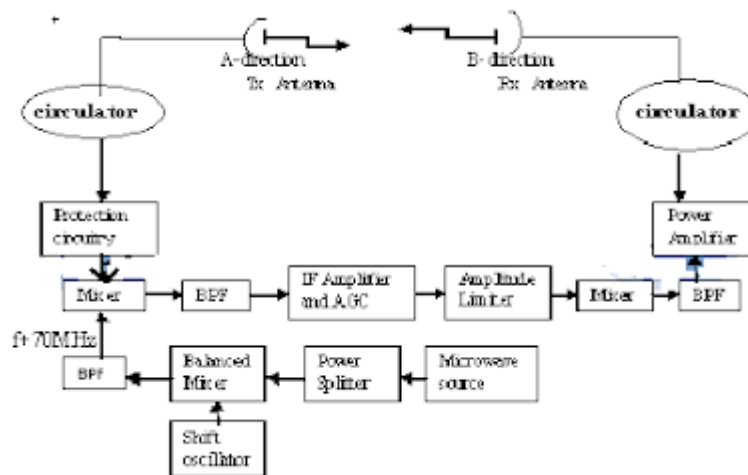 A-direction
Tx Antenna
B-direction
Rx Antenna
circulator
circulator
Protection
circuitry
Power
Amplifier
Mixer
BPF
IF Amplifier
and AGC
Amplitude
Limiter
Mixer
BPF
f+70MHz
BPF
Balanced
Mixer
Power
Splitter
Microwave
source
Shift
oscillator